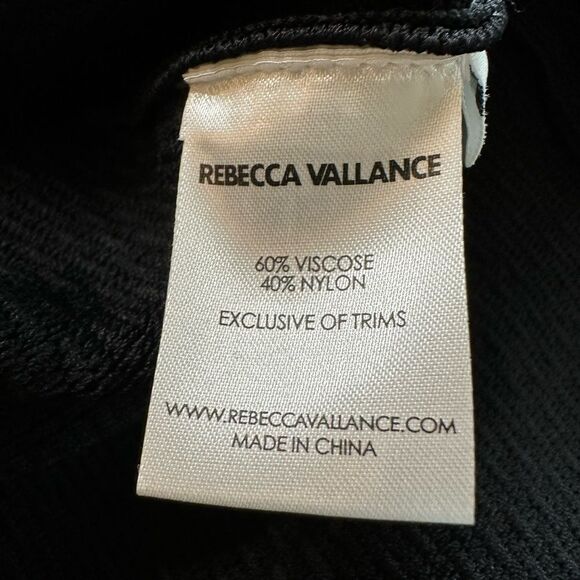 REBECCA VALLANCE
60% VISCOSE
40% NYLON
EXCLUSIVE OF TRIMS
WWW.REBECCAVALLANCE.COM
MADE IN CHINA